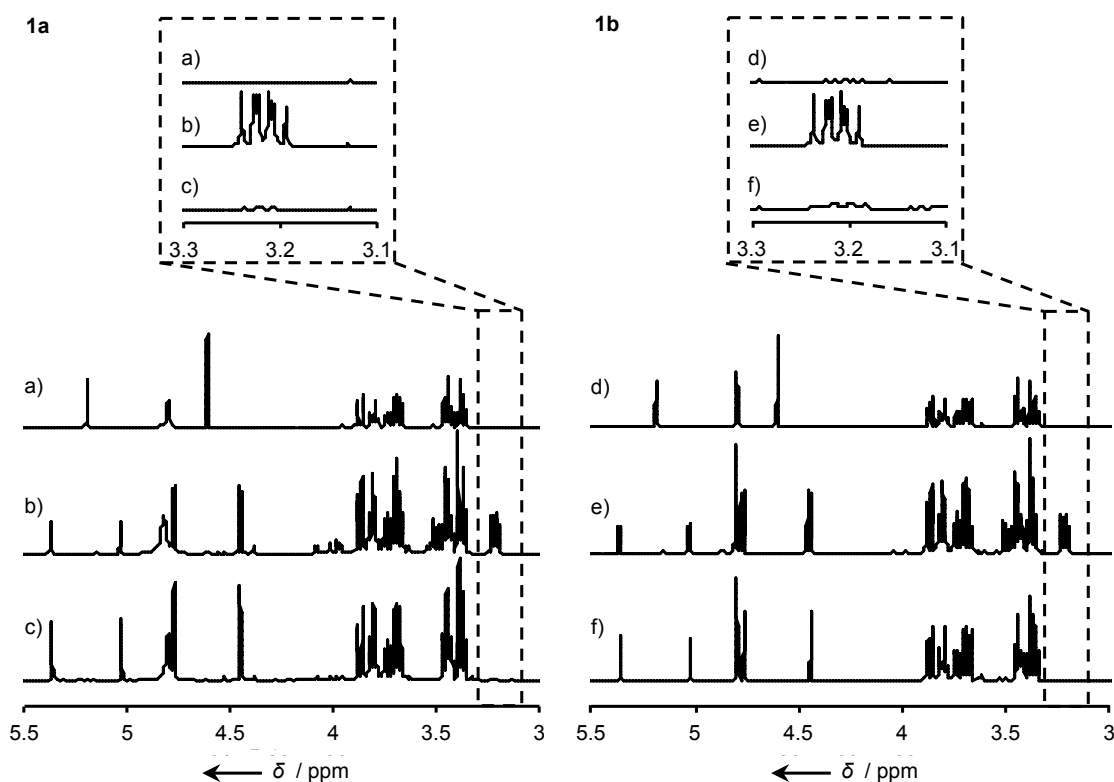 1a
a)
b)
c)
3.3 3.2 3.1
a)
b)
c)
5.5 5 4.5 4 3.5 3
δ / ppm
1b
d)
e)
f)
3.3 3.2 3.1
d)
e)
f)
5.5 5 4.5 4 3.5 3
δ / ppm